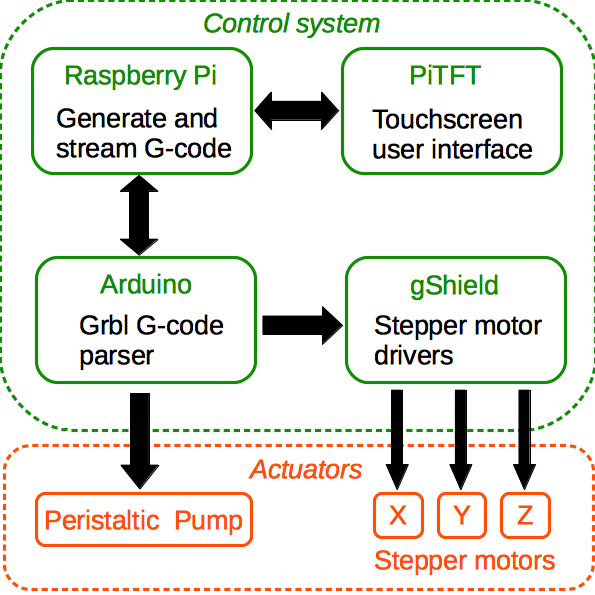 Control system
Raspberry Pi
Generate and
stream G-code
PiTFT
Touchscreen
user interface
Arduino
Grbl G-code
parser
gShield
Stepper motor
drivers
Actuators
Peristaltic Pump
X
Y
Z
Stepper motors